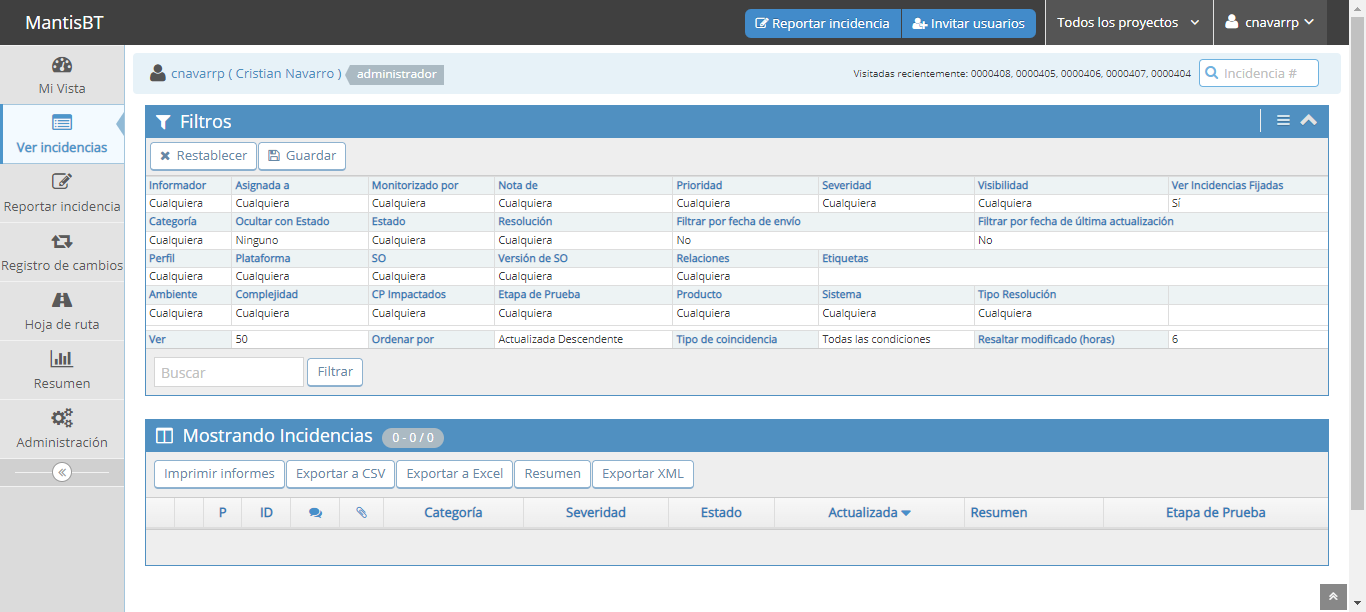 MantisBT Reportar incidencia Invitar usuarios Todos los proyectos cnavarrp
Mi Vista
Ver incidencias
Reportar incidencia
Registro de cambios
Hoja de ruta
Resumen
Administración
cnavarrp ( Cristian Navarro ) administrador Visitadas recientemente: 0000408, 0000405, 0000406, 0000407, 0000404 Incidencia #
Filtros
Restablecer Guardar
Informador Asignada a Monitorizado por Nota de Prioridad Severidad Visibilidad Ver Incidencias Fijadas
Cualquiera Cualquiera Cualquiera Cualquiera Cualquiera Cualquiera Cualquiera Sí
Categoría Ocultar con Estado Estado Resolución Filtrar por fecha de envío Filtrar por fecha de última actualización
Cualquiera Ninguno Cualquiera Cualquiera No No
Perfil Plataforma SO Versión de SO Relaciones Etiquetas
Cualquiera Cualquiera Cualquiera Cualquiera Cualquiera
Ambiente Complejidad CP Impactados Etapa de Prueba Producto Sistema Tipo Resolución
Cualquiera Cualquiera Cualquiera Cualquiera Cualquiera Cualquiera Cualquiera
Ver 50 Ordenar por Actualizada Descendente Tipo de coincidencia Todas las condiciones Resaltar modificado (horas) 6
Buscar Filtrar
Mostrando Incidencias 0 - 0 / 0
Imprimir informes Exportar a CSV Exportar a Excel Resumen Exportar XML
P ID Categoría Severidad Estado Actualizada Resumen Etapa de Prueba